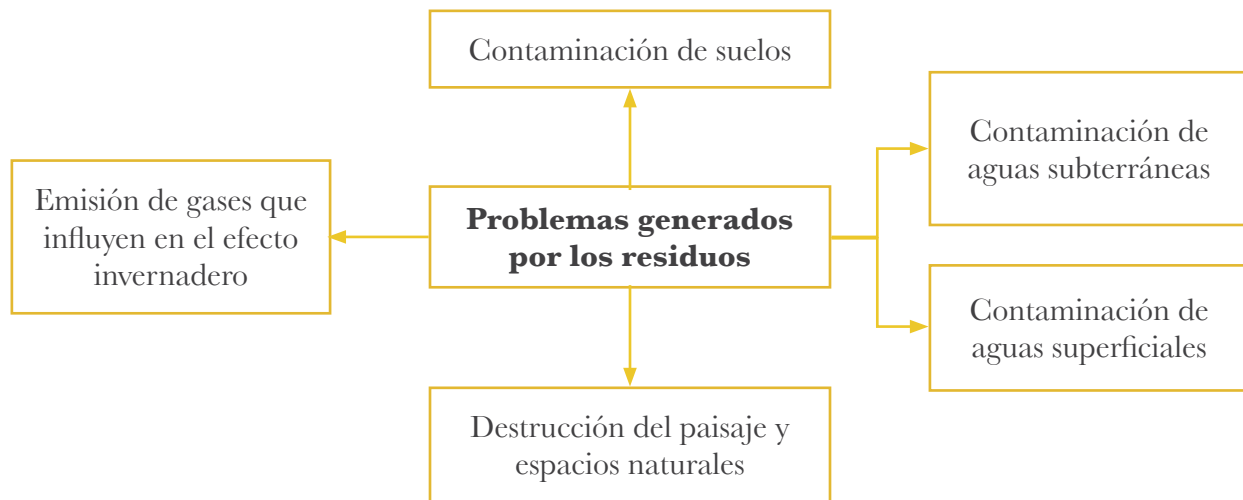 Contaminación de suelos
Contaminación de
aguas subterráneas
Emisión de gases que
influyen en el efecto
invernadero
Problemas generados
por los residuos
Contaminación de
aguas superficiales
Destrucción del paisaje y
espacios naturales